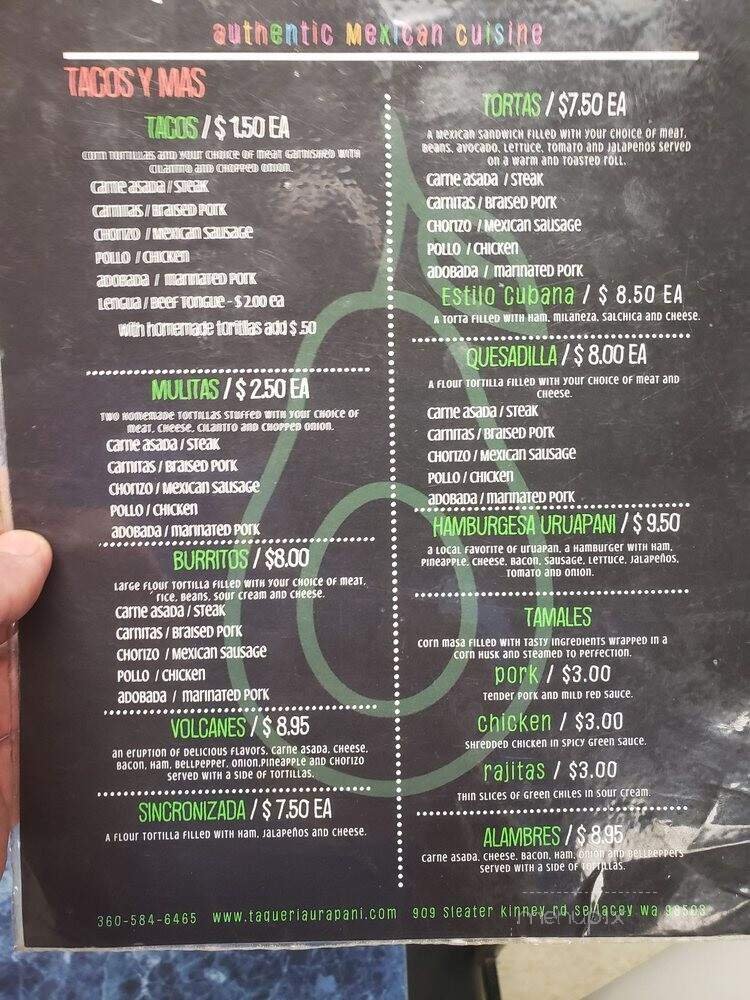 authentic Mexican cuisine
TACOS Y MAS
TACOS / $ 1.50 EA
CORN TORTILLAS AND YOUR CHOICE OF MEAT GARNISHED WITH
CILANTRO AND CHOPPED ONION.
carne asada / steak
carnitas / Braised Pork
CHORIZO / Mexican sausage
POLLO / CHICKEN
adobada / marinated pork
LENGUA / BEEF TONGUE - $ 2.00 ea
with homemade tortillas add $ .50
MULITAS / $ 2.50 EA
TWO HOMEMADE TORTILLAS STUFFED WITH YOUR CHOICE OF
MEAT, CHEESE, CILANTRO AND CHOPPED ONION.
carne asada / steak
carnitas / Braised Pork
CHORIZO / Mexican sausage
POLLO / CHICKEN
adobada / marinated pork
BURRITOS / $8.00
LARGE FLOUR TORTILLA FILLED WITH YOUR CHOICE OF MEAT,
RICE, BEANS, SOUR CREAM AND CHEESE.
carne asada / steak
carnitas / Braised Pork
CHORIZO / Mexican sausage
POLLO / CHICKEN
adobada / marinated pork
VOLCANES / $ 8.95
AN ERUPTION OF DELICIOUS FLAVORS, CARNE ASADA, CHEESE,
BACON, HAM, BELLPEPPER, ONION,PINEAPPLE AND CHORIZO
SERVED WITH A SIDE OF TORTILLAS.
SINCRONIZADA / $ 7.50 EA
A FLOUR TORTILLA FILLED WITH HAM, JALAPEÑOS AND CHEESE.
TORTAS / $7.50 EA
A MEXICAN SANDWICH FILLED WITH YOUR CHOICE OF MEAT,
BEANS, AVOCADO, LETTUCE, TOMATO AND JALAPENOS SERVED
ON A WARM AND TOASTED ROLL.
carne asada / steak
carnitas / Braised Pork
CHORIZO / Mexican sausage
POLLO / CHICKEN
adobada / marinated pork
Estilo Cubana / $ 8.50 EA
A TORTA FILLED WITH HAM, MILANEZA, SALCHICA AND CHEESE.
QUESADILLA / $ 8.00 EA
A FLOUR TORTILLA FILLED WITH YOUR CHOICE OF MEAT AND
CHEESE.
carne asada / steak
carnitas / Braised Pork
CHORIZO / Mexican sausage
POLLO / CHICKEN
adobada / marinated pork
HAMBURGESA URUAPANI / $ 9.50
A LOCAL FAVORITE OF URUAPAN, A HAMBURGER WITH HAM,
PINEAPPLE, CHEESE, BACON, SAUSAGE, LETTUCE, JALAPEÑOS,
TOMATO AND ONION.
TAMALES
CORN MASA FILLED WITH TASTY INGREDIENTS WRAPPED IN A
CORN HUSK AND STEAMED TO PERFECTION.
pork / $3.00
TENDER PORK AND MILD RED SAUCE.
chicken / $3.00
SHREDDED CHICKEN IN SPICY GREEN SAUCE.
rajitas / $3.00
THIN SLICES OF GREEN CHILES IN SOUR CREAM.
ALAMBRES / $ 8.95
CARNE ASADA, CHEESE, BACON, HAM, ONION AND BELLPEPPERS
SERVED WITH A SIDE OF TORTILLAS.
360-584-6465 www.taqueriaurapani.com 909 Sleater Kinney rd se lacey wa 98503
menupix